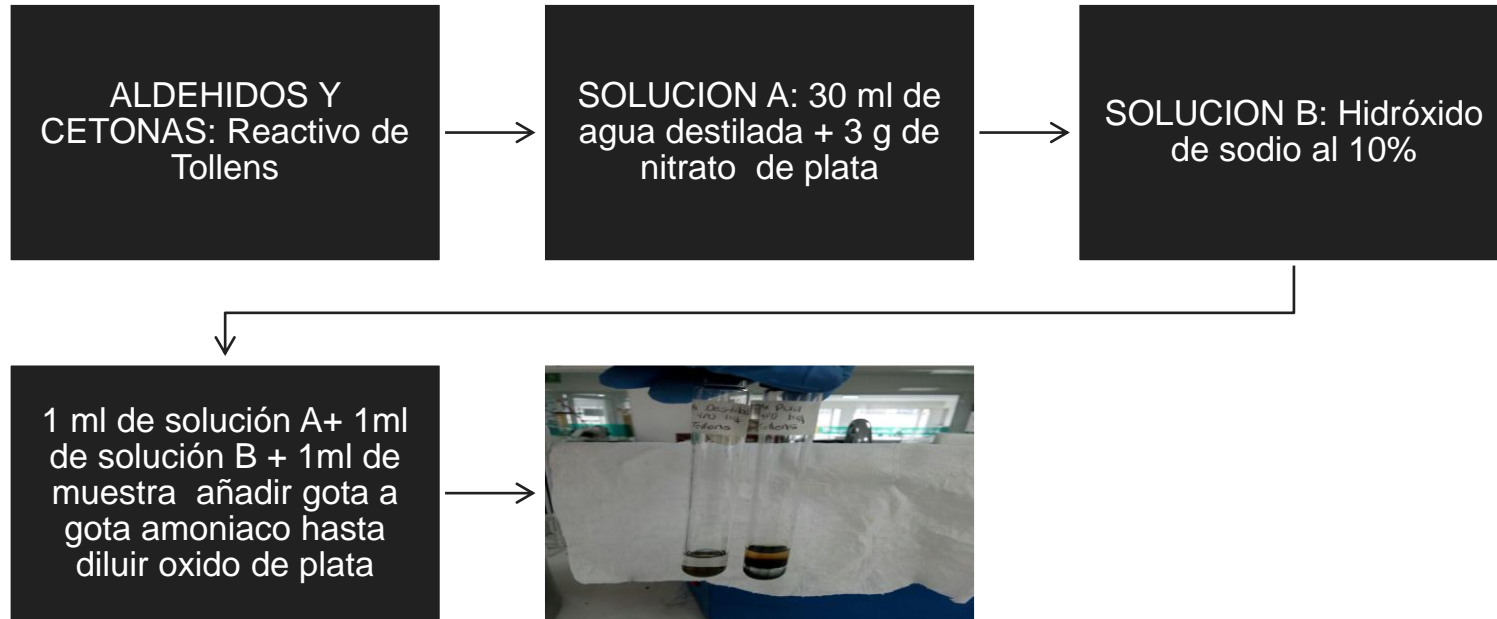 ALDEHIDOS Y
CETONAS: Reactivo de
Tollens
SOLUCION A: 30 ml de
agua destilada + 3 g de
nitrato  de plata
SOLUCION B: Hidróxido
de sodio al 10%
1 ml de solución A+ 1ml
de solución B + 1ml de
muestra  añadir gota a
gota amoniaco hasta
diluir oxido de plata
Tollens
Tollens